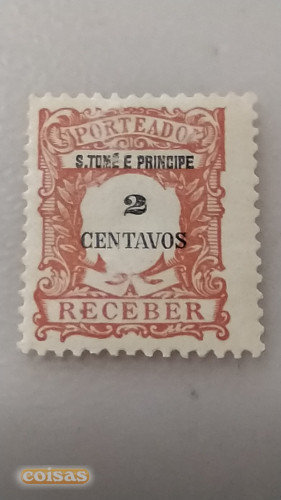 PORTEADO
S. TOMÉ E PRINCIPE
2
CENTAVOS
A
RECEBER
coisas